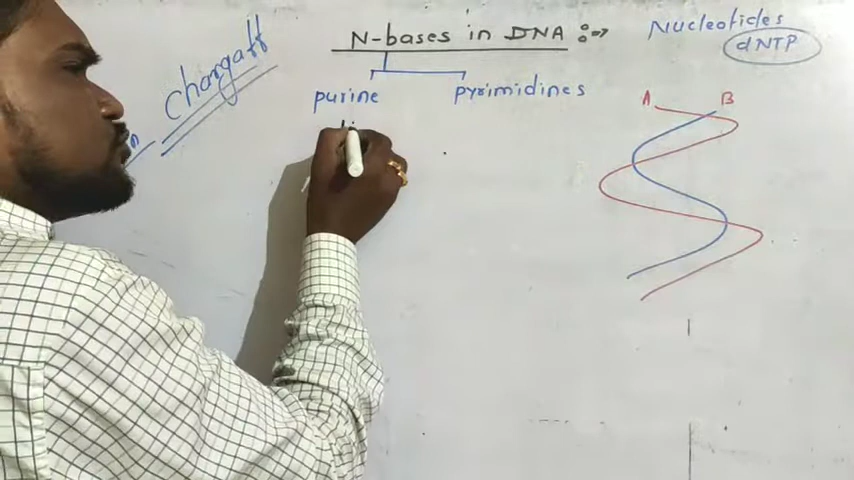 N-bases in DNA :→
Nucleotides
dNTP
chargaff
purine pyrimidines
A B